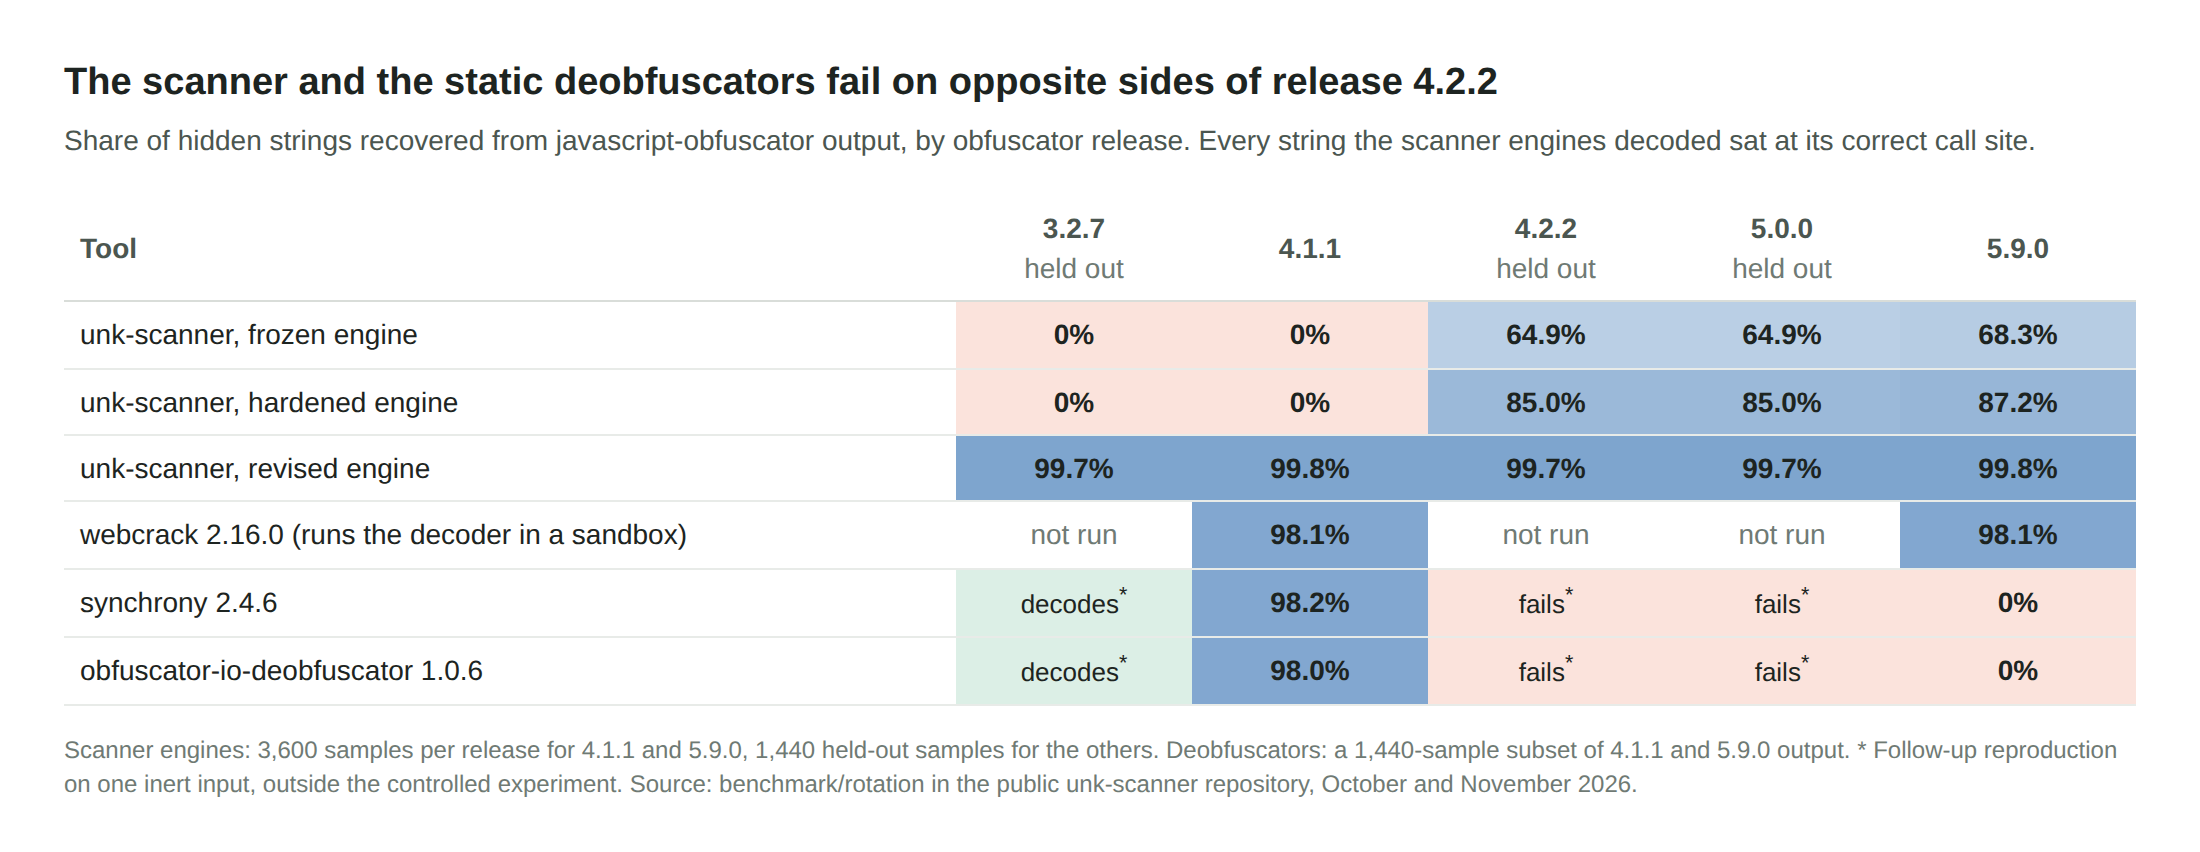 The scanner and the static deobfuscators fail on opposite sides of release 4.2.2
Share of hidden strings recovered from javascript-obfuscator output, by obfuscator release. Every string the scanner engines decoded sat at its correct call site.
Tool 3.2.7 held out 4.1.1 4.2.2 held out 5.0.0 held out 5.9.0
unk-scanner, frozen engine 0% 0% 64.9% 64.9% 68.3%
unk-scanner, hardened engine 0% 0% 85.0% 85.0% 87.2%
unk-scanner, revised engine 99.7% 99.8% 99.7% 99.7% 99.8%
webcrack 2.16.0 (runs the decoder in a sandbox) not run 98.1% not run not run 98.1%
synchrony 2.4.6 decodes* 98.2% fails* fails* 0%
obfuscator-io-deobfuscator 1.0.6 decodes* 98.0% fails* fails* 0%
Scanner engines: 3,600 samples per release for 4.1.1 and 5.9.0, 1,440 held-out samples for the others. Deobfuscators: a 1,440-sample subset of 4.1.1 and 5.9.0 output. * Follow-up reproduction
on one inert input, outside the controlled experiment. Source: benchmark/rotation in the public unk-scanner repository, October and November 2026.